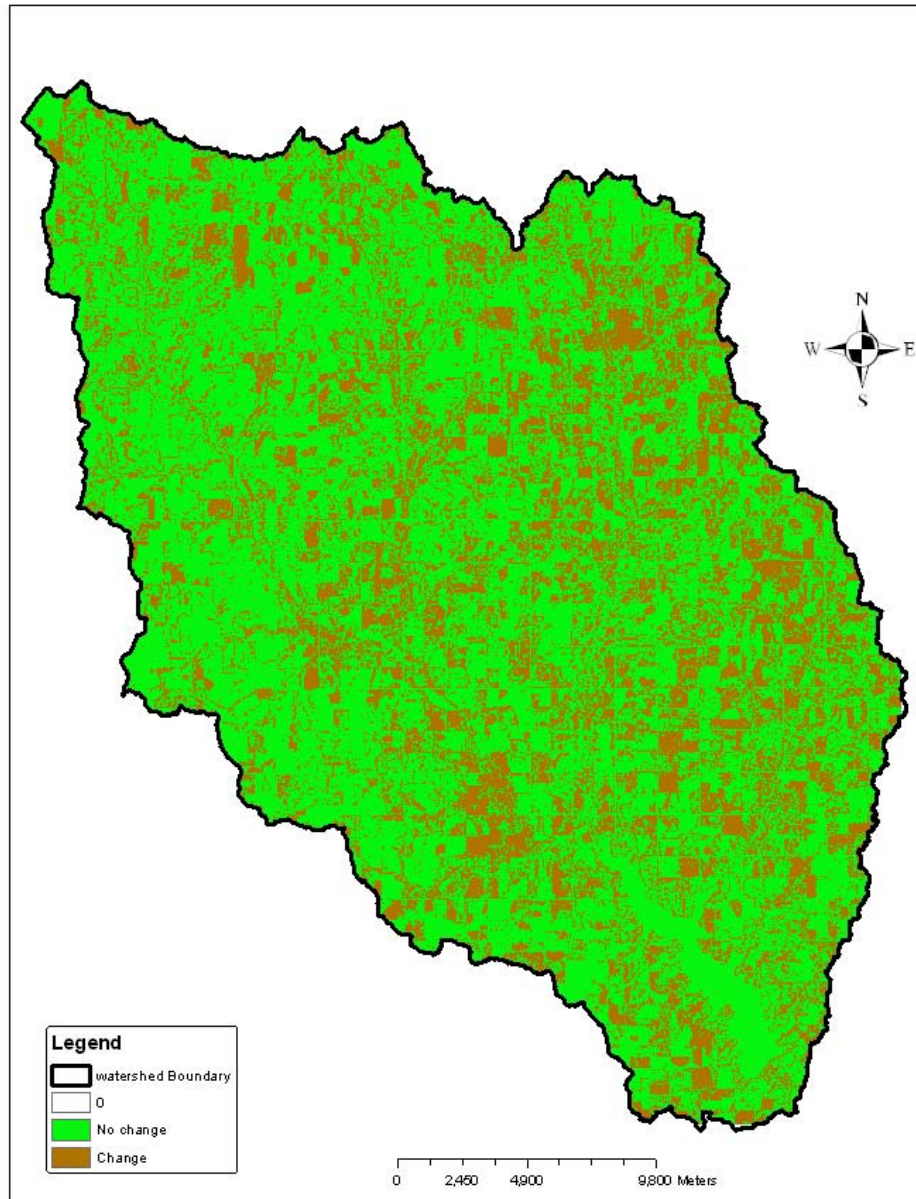 N
W E
S
Legend
watershed Boundary
0
No change
Change
0 2,450 4,900 9,800 Meters